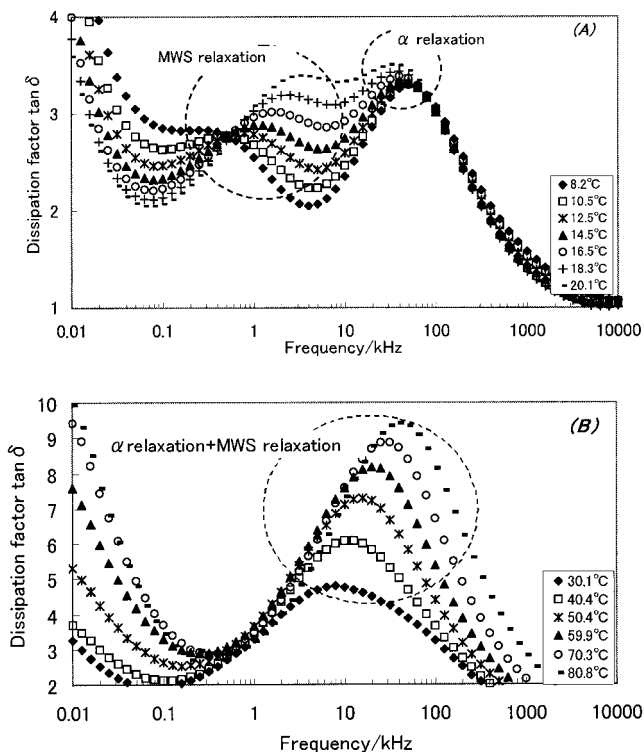 (A)
4
3
2
1
Dissipation factor tan δ
MWS relaxation
α relaxation
◆ 8.2℃
□ 10.5℃
✳ 12.5℃
▲ 14.5℃
○ 16.5℃
+ 18.3℃
- 20.1℃
0.01 0.1 1 10 100 1000 10000
Frequency/kHz
(B)
10
9
8
7
6
5
4
3
2
Dissipation factor tan δ
α relaxation+MWS relaxation
◆ 30.1℃
□ 40.4℃
✳ 50.4℃
▲ 59.9℃
○ 70.3℃
- 80.8℃
0.01 0.1 1 10 100 1000 10000
Frequency/kHz